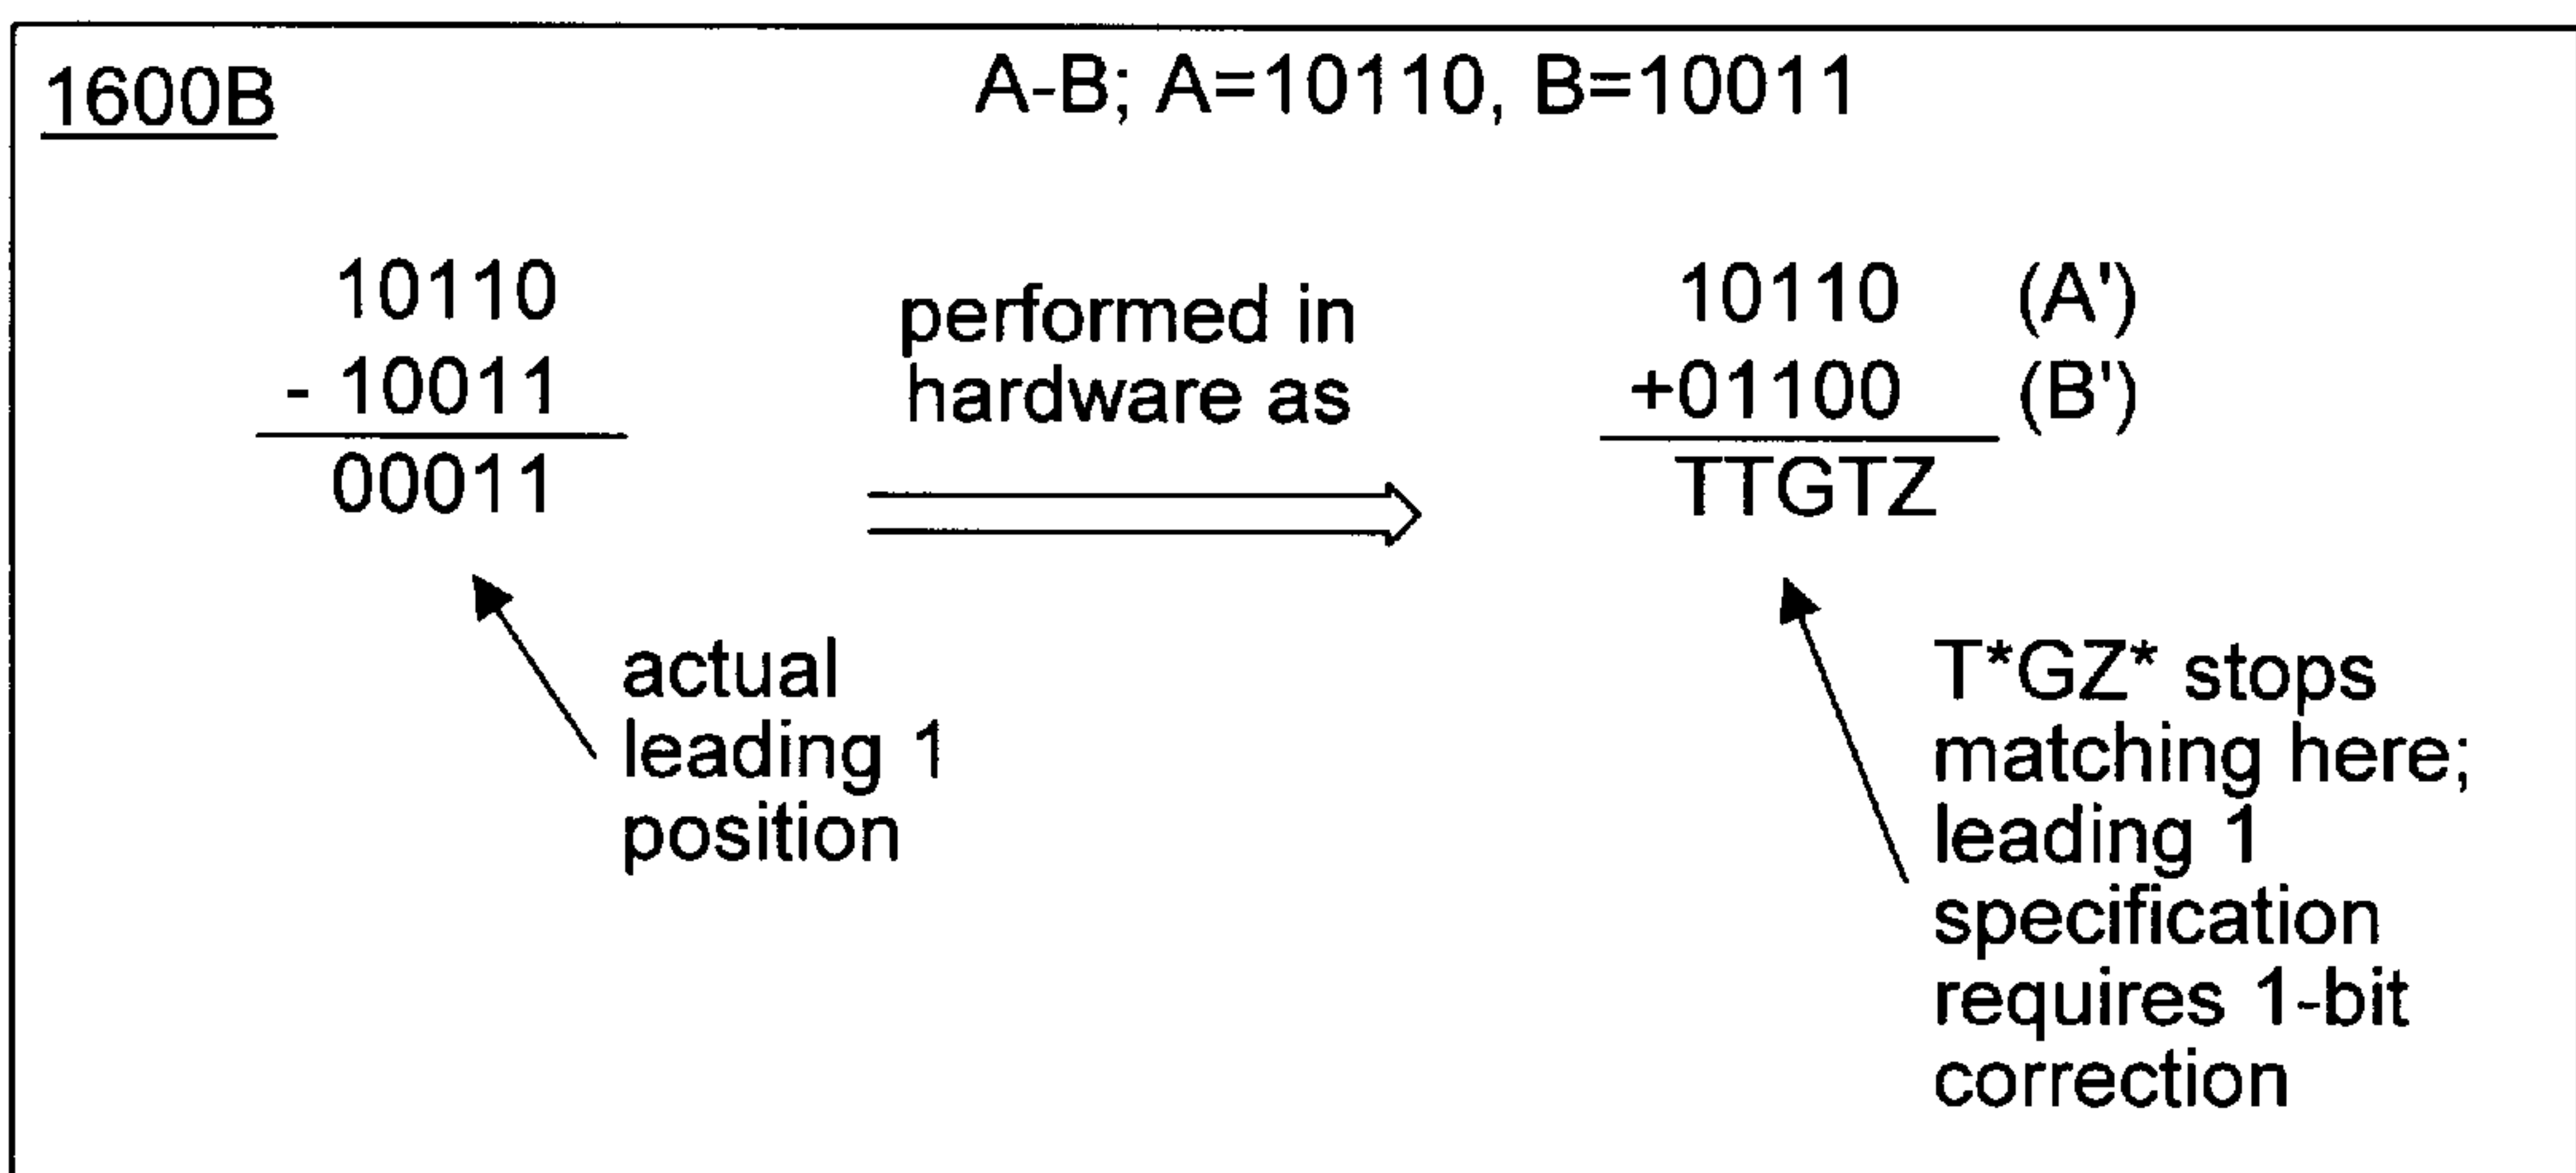 1600B
A-B; A=10110, B=10011
10110
- 10011
00011
actual
leading 1
position
performed in
hardware as
10110 (A')
+01100 (B')
TTGTZ
T*GZ* stops
matching here;
leading 1
specification
requires 1-bit
correction